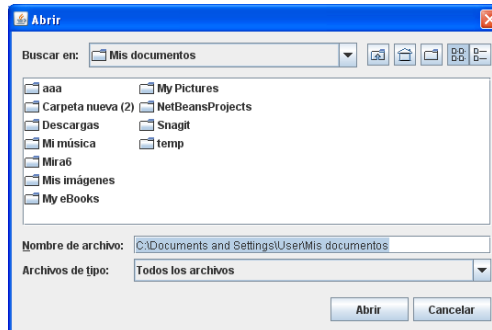 Abrir
Buscar en: Mis documentos
aaa
Carpeta nueva (2)
Descargas
Mi música
Mira6
Mis imágenes
My eBooks
My Pictures
NetBeansProjects
Snagit
temp
Nombre de archivo: C:\Documents and Settings\User\Mis documentos
Archivos de tipo: Todos los archivos
Abrir Cancelar